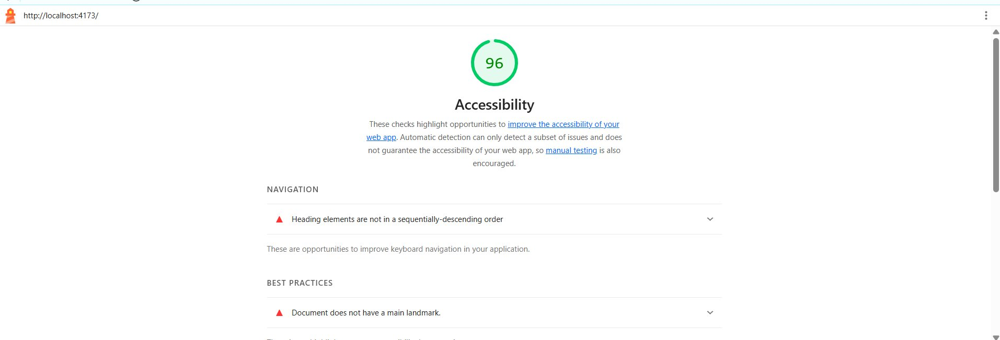 http://localhost:4173/
96
Accessibility
These checks highlight opportunities to improve the accessibility of your
web app. Automatic detection can only detect a subset of issues and does
not guarantee the accessibility of your web app, so manual testing is also
encouraged.
NAVIGATION
Heading elements are not in a sequentially-descending order
These are opportunities to improve keyboard navigation in your application.
BEST PRACTICES
Document does not have a main landmark.